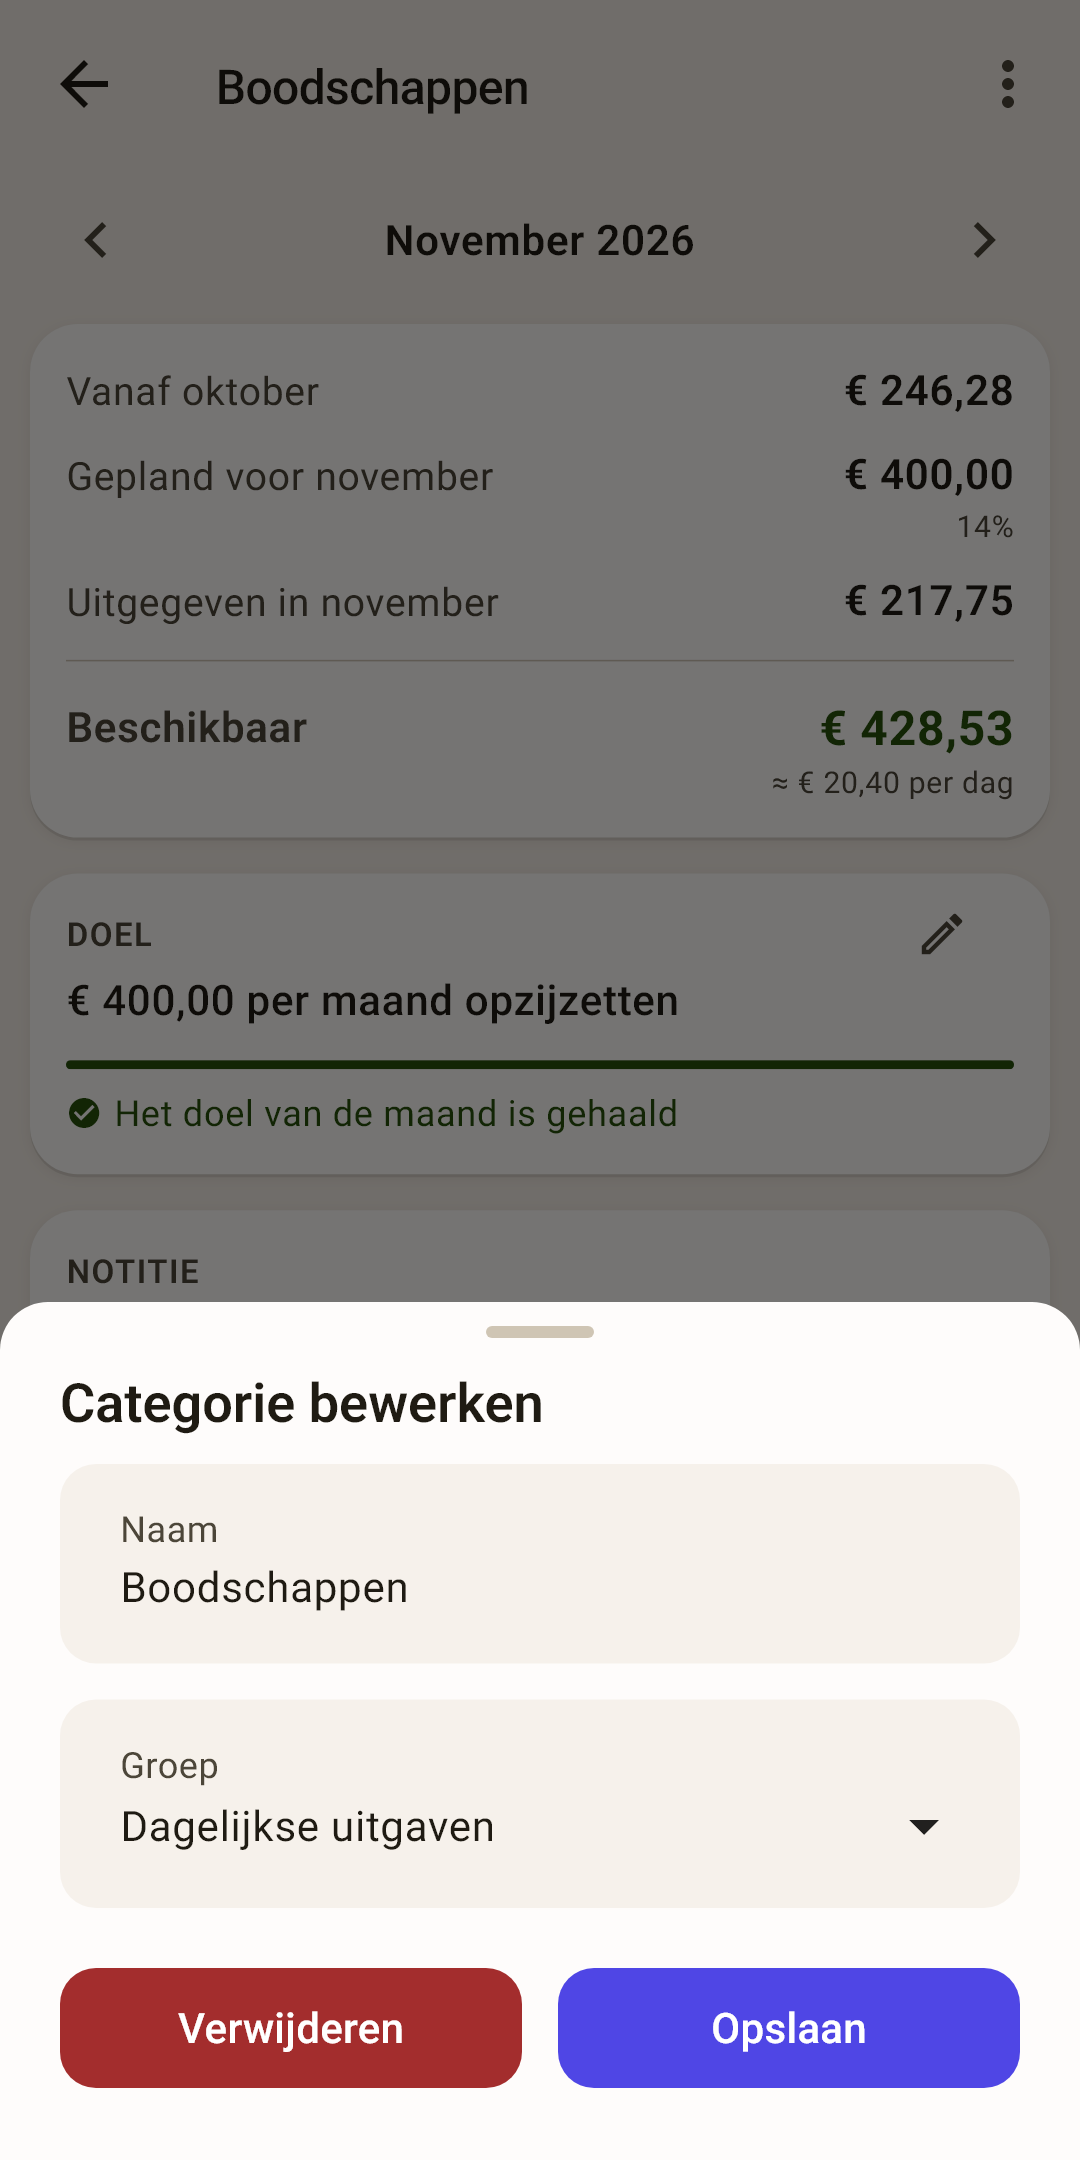 Boodschappen
November 2026
Vanaf oktober € 246,28
Gepland voor november € 400,00
14%
Uitgegeven in november € 217,75
Beschikbaar € 428,53
≈ € 20,40 per dag
DOEL
€ 400,00 per maand opzijzetten
Het doel van de maand is gehaald
NOTITIE
Categorie bewerken
Naam
Boodschappen
Groep
Dagelijkse uitgaven
Verwijderen Opslaan